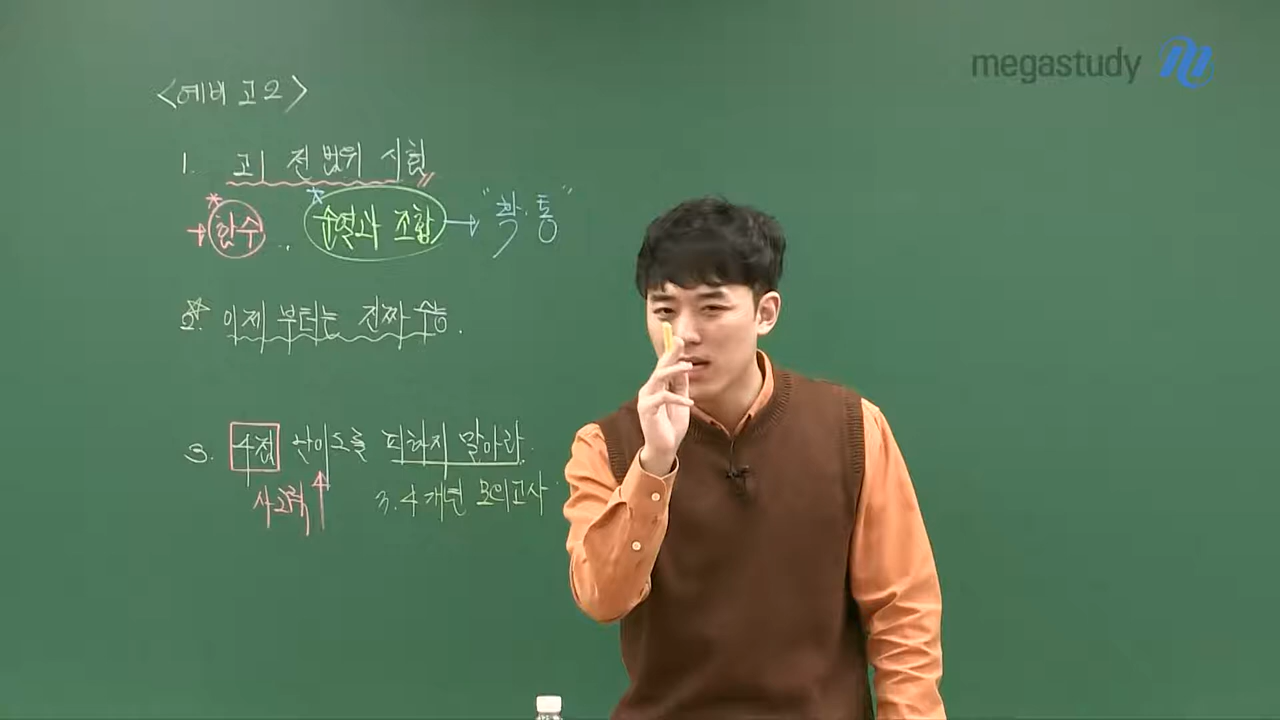 megastudy
<예비 고2>
1. 고1 전 범위 시험
→ 함수 .. 순열과 조합 → "확.통"
2. 이제 부터는 진짜 수능.
3. 4점 난이도를 피하지 말아라.
사고력↑ 3.4개년 모의고사